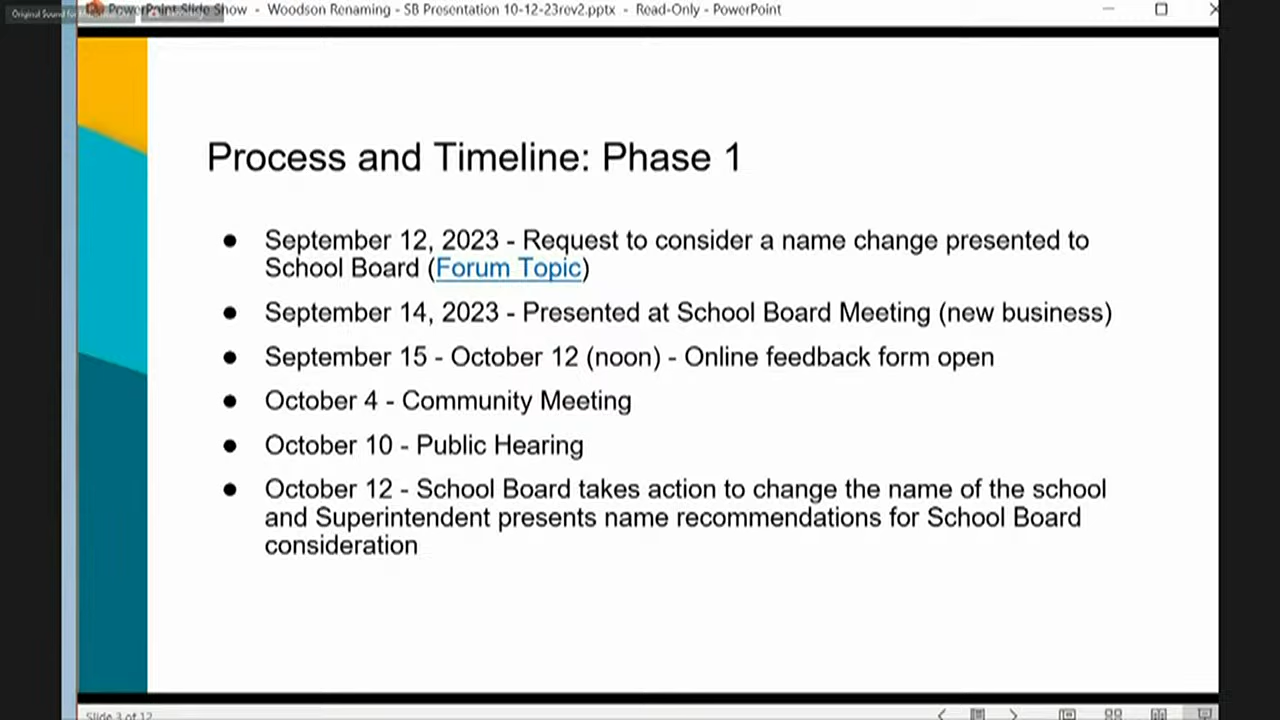 PowerPoint Slide Show - Woodson Renaming - SB Presentation 10-12-23rev2.pptx - Read-Only - PowerPoint
Process and Timeline: Phase 1
● September 12, 2023 - Request to consider a name change presented to
School Board (Forum Topic)
● September 14, 2023 - Presented at School Board Meeting (new business)
● September 15 - October 12 (noon) - Online feedback form open
● October 4 - Community Meeting
● October 10 - Public Hearing
● October 12 - School Board takes action to change the name of the school
and Superintendent presents name recommendations for School Board
consideration
Slide 3 of 12